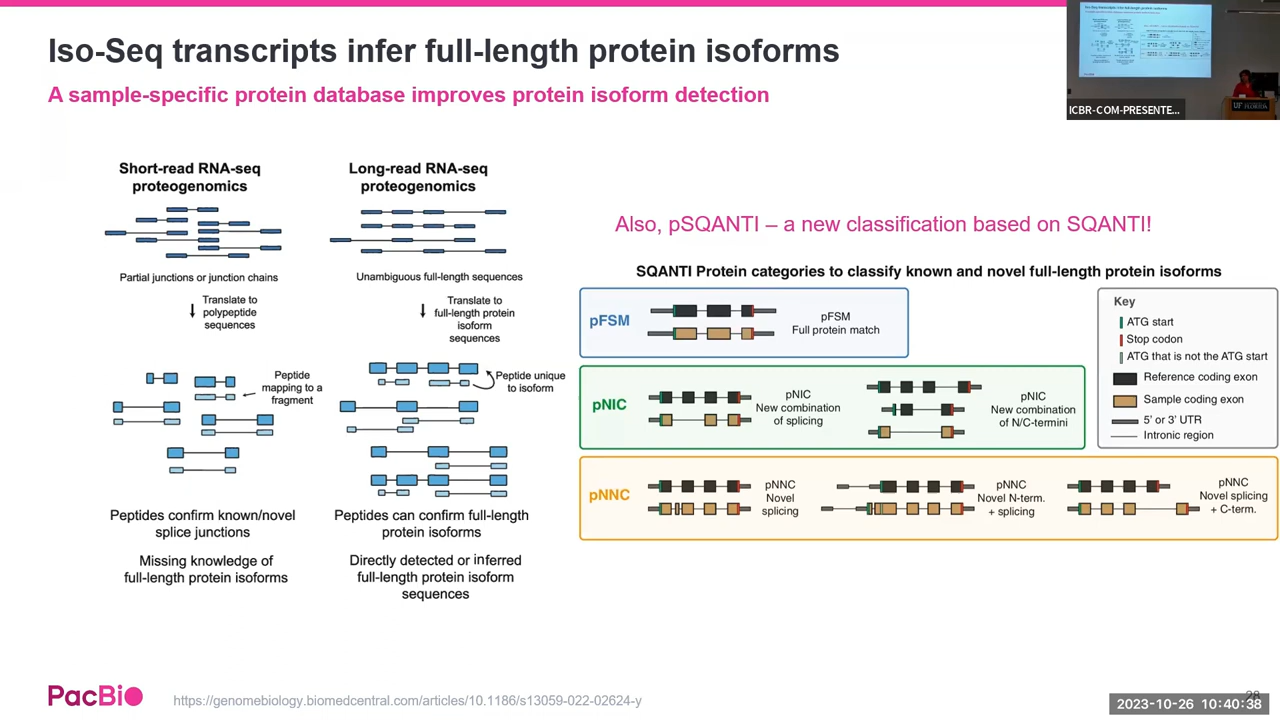 Iso-Seq transcripts infer full-length protein isoforms
A sample-specific protein database improves protein isoform detection
ICBR-COM-PRESENTE...
Short-read RNA-seq
proteogenomics
Partial junctions or junction chains
Translate to
polypeptide
sequences
Peptide
mapping to a
fragment
Peptides confirm known/novel
splice junctions
Missing knowledge of
full-length protein isoforms
Long-read RNA-seq
proteogenomics
Unambiguous full-length sequences
Translate to
full-length protein
isoform
sequences
Peptide unique
to isoform
Peptides can confirm full-length
protein isoforms
Directly detected or inferred
full-length protein isoform
sequences
Also, pSQANTI – a new classification based on SQANTI!
SQANTI Protein categories to classify known and novel full-length protein isoforms
pFSM
pFSM
Full protein match
pNIC
pNIC
New combination
of splicing
pNIC
New combination
of N/C-termini
pNNC
pNNC
Novel
splicing
pNNC
Novel N-term.
+ splicing
pNNC
Novel splicing
+ C-term.
Key
ATG start
Stop codon
ATG that is not the ATG start
Reference coding exon
Sample coding exon
5' or 3' UTR
Intronic region
PacBio
https://genomebiology.biomedcentral.com/articles/10.1186/s13059-022-02624-y
28
2023-10-26 10:40:38